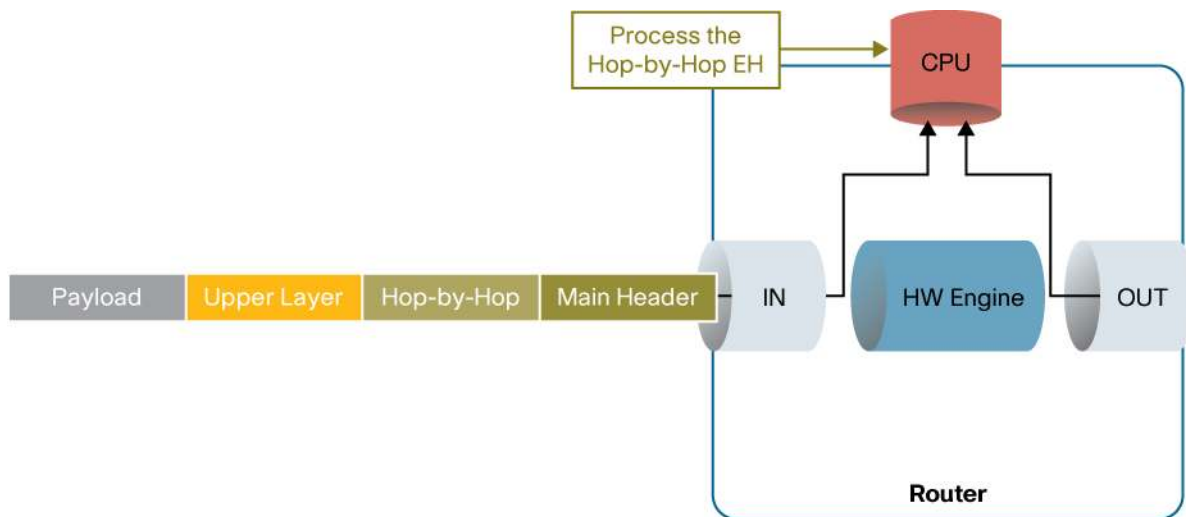 Process the
Hop-by-Hop EH
CPU
Payload
Upper Layer
Hop-by-Hop
Main Header
IN
HW Engine
OUT
Router